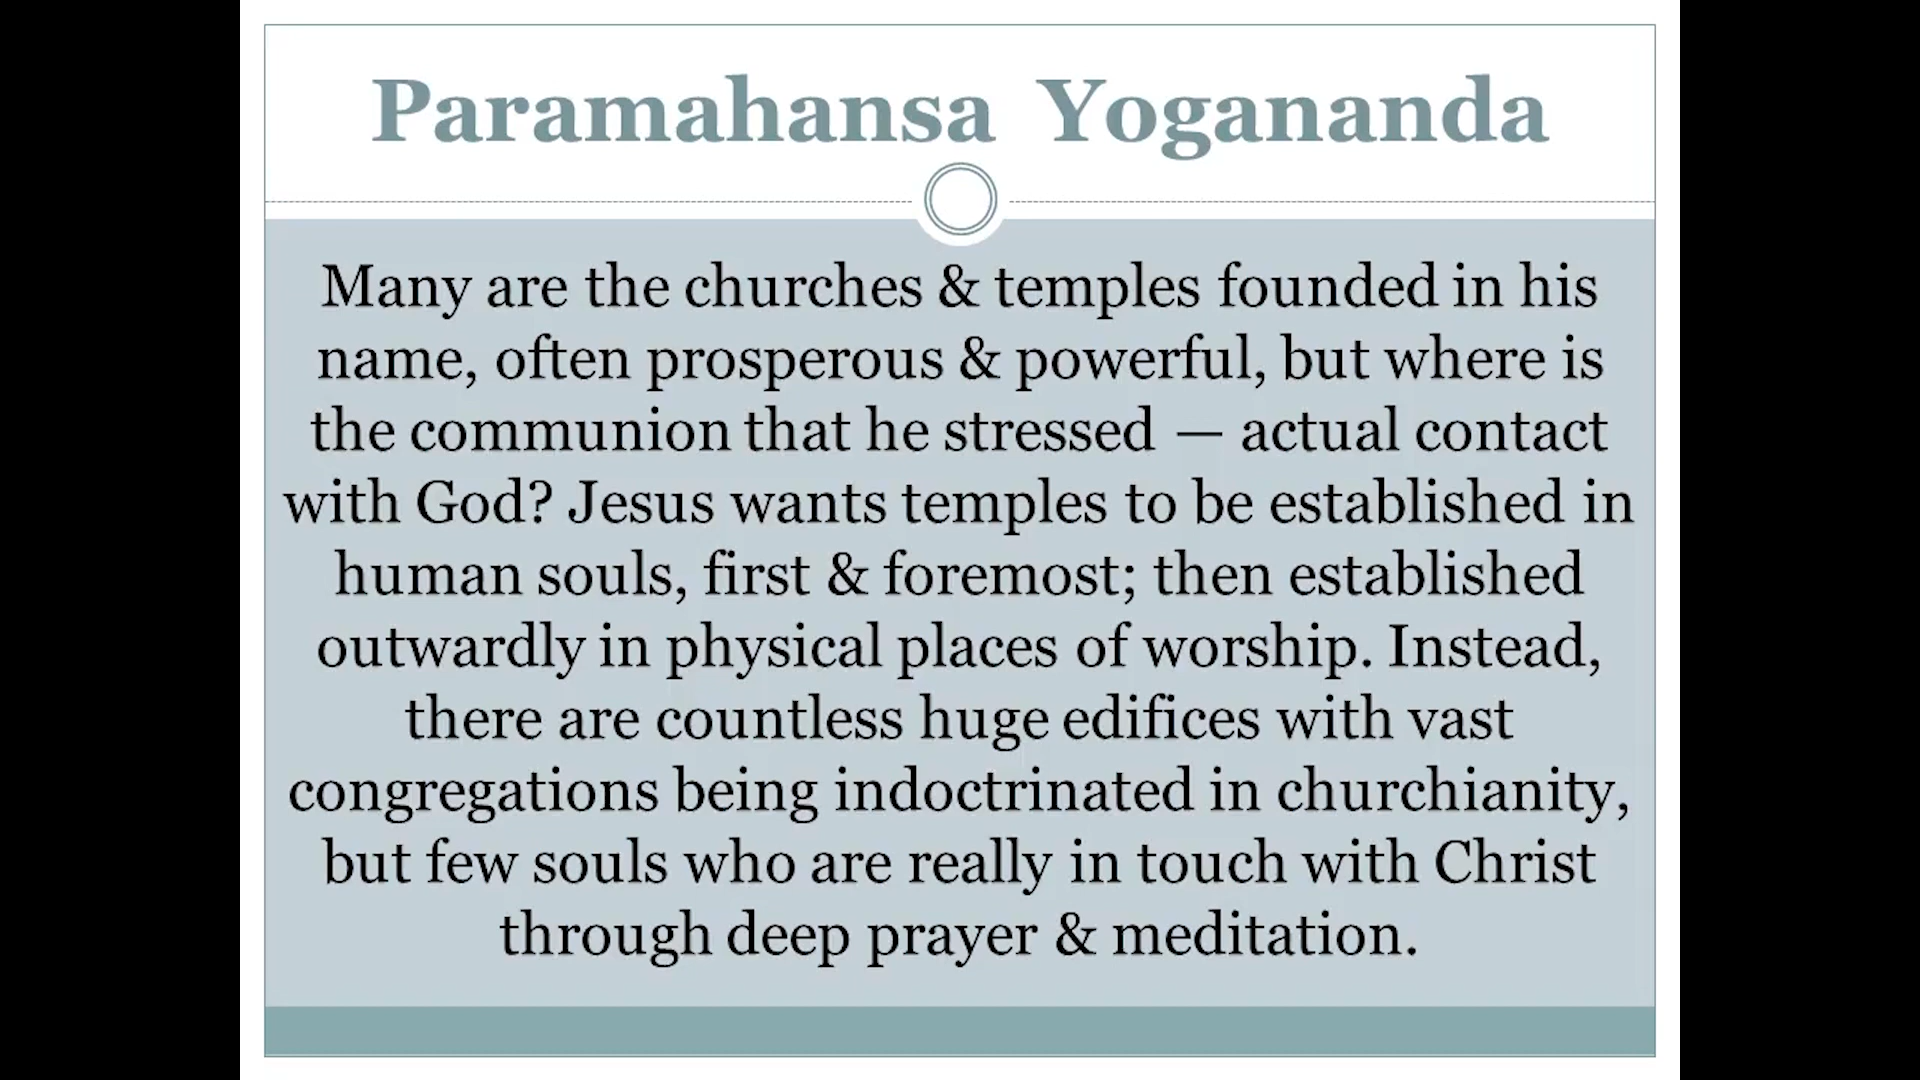 Paramahansa Yogananda
Many are the churches & temples founded in his
name, often prosperous & powerful, but where is
the communion that he stressed — actual contact
with God? Jesus wants temples to be established in
human souls, first & foremost; then established
outwardly in physical places of worship. Instead,
there are countless huge edifices with vast
congregations being indoctrinated in churchianity,
but few souls who are really in touch with Christ
through deep prayer & meditation.